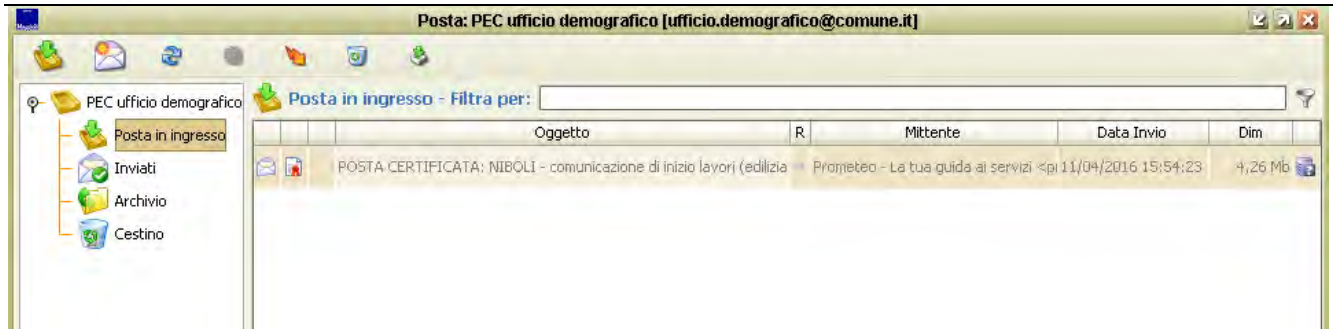 Posta: PEC ufficio demografico [ufficio.demografico@comune.it]
PEC ufficio demografico
Posta in ingresso - Filtra per:
Posta in ingresso
Inviati
Archivio
Cestino
Oggetto R Mittente Data Invio Dim
POSTA CERTIFICATA: NIBOLI - comunicazione di inizio lavori (edilizia Prometeo - La tua guida ai servizi 11/04/2016 15:54:23 4,26 Mb